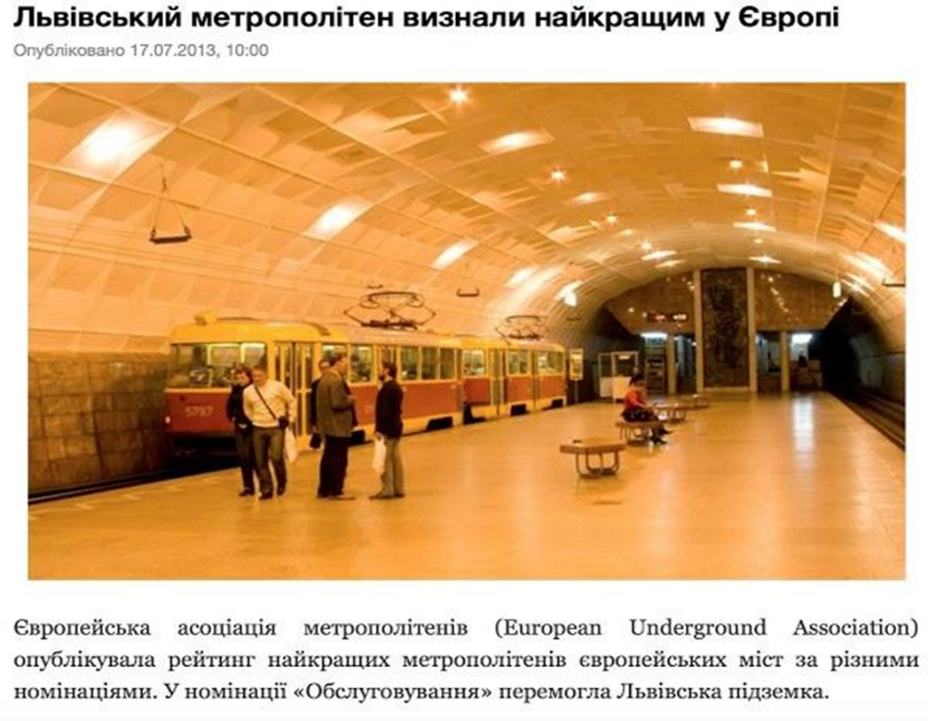 Львівський метрополітен визнали найкращим у Європі
Опубліковано 17.07.2013, 10:00
5797
Європейська асоціація метрополітенів (European Underground Association)
опублікувала рейтинг найкращих метрополітенів європейських міст за різними
номінаціями. У номінації «Обслуговування» перемогла Львівська підземка.